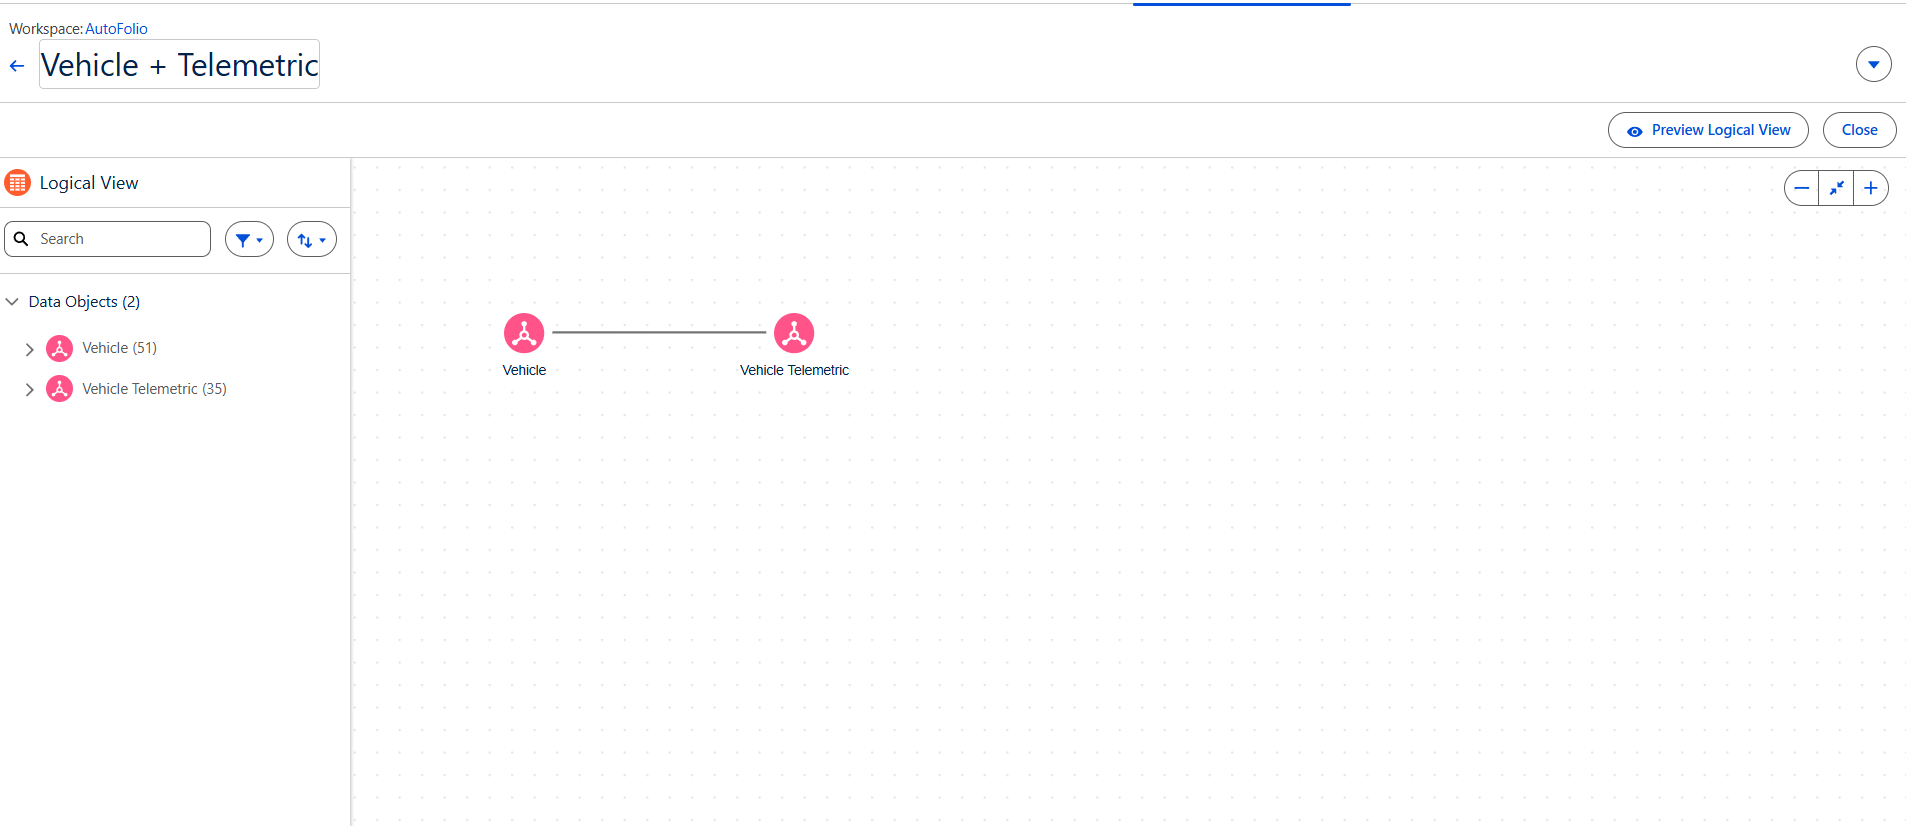 Workspace: AutoFolio
Vehicle + Telemetric
Preview Logical View
Close
Logical View
Search
Data Objects (2)
Vehicle (51)
Vehicle Telemetric (35)
Vehicle
Vehicle Telemetric